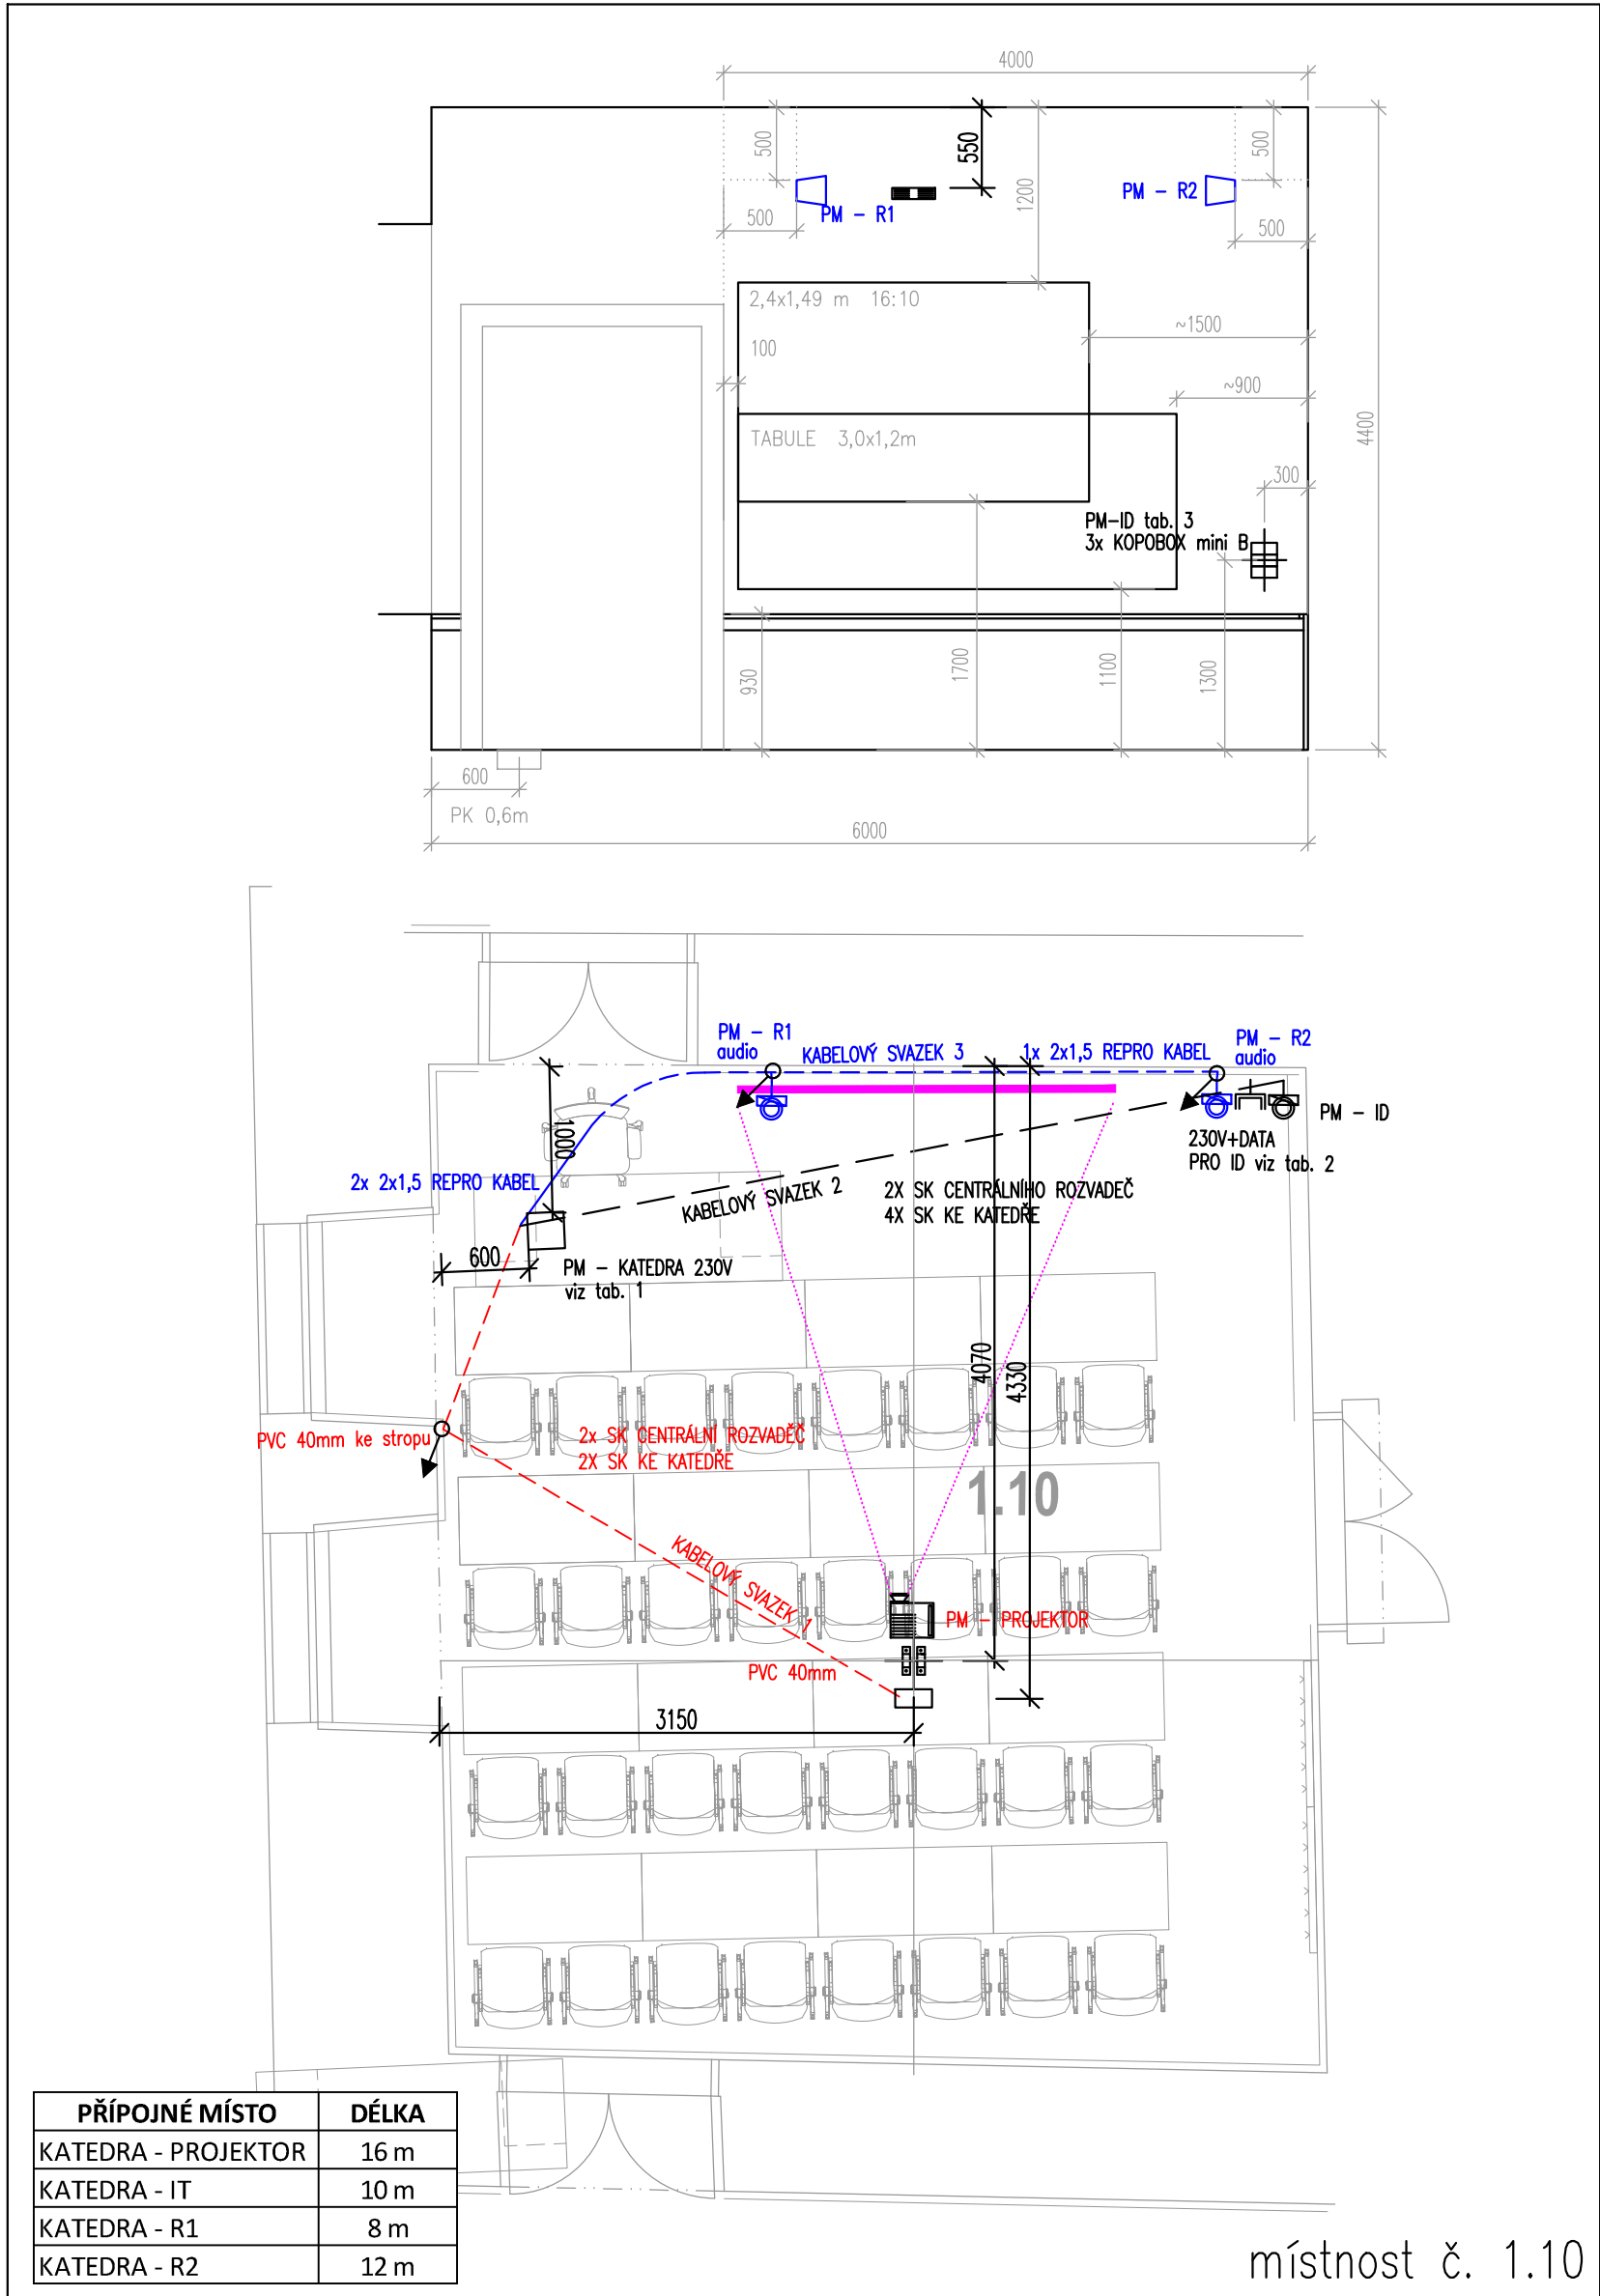 4000
500
550
1200
500
PM - R1
PM - R2
500
500
2,4x1,49 m 16:10
100
~1500
~900
4400
TABULE 3,0x1,2m
300
PM-ID tab. 3
3x KOPOBOX mini B
930
1700
1100
1300
600
PK 0,6m
6000
PM - R1
audio
KABELOVÝ SVAZEK 3
1x 2x1,5 REPRO KABEL
PM - R2
audio
PM - ID
230V+DATA
PRO ID viz tab. 2
1000
2x 2x1,5 REPRO KABEL
KABELOVÝ SVAZEK 2
2X SK CENTRÁLNÍHO ROZVADEČ
4X SK KE KATEDŘE
600
PM - KATEDRA 230V
viz tab. 1
4070
4330
PVC 40mm ke stropu
2x SK CENTRÁLNÍ ROZVADĚČ
2X SK KE KATEDŘE
1.10
KABELOVÝ SVAZEK 1
PM - PROJEKTOR
PVC 40mm
3150
PŘÍPOJNÉ MÍSTO DÉLKA
KATEDRA - PROJEKTOR 16 m
KATEDRA - IT 10 m
KATEDRA - R1 8 m
KATEDRA - R2 12 m
místnost č. 1.10